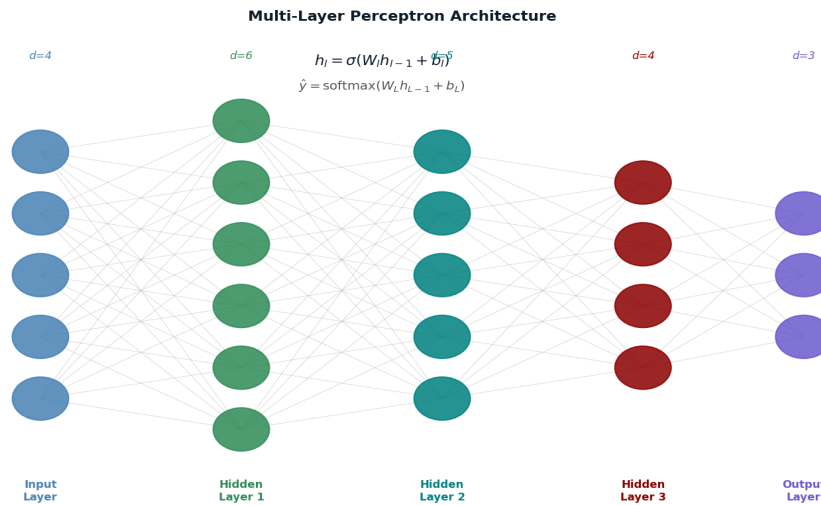 Multi-Layer Perceptron Architecture
d=4 d=6 d=5 d=4 d=3
h_l = σ(W_l h_{l−1} + b_l)
ŷ = softmax(W_L h_{L−1} + b_L)
Input Hidden Hidden Hidden Outpu
Layer Layer 1 Layer 2 Layer 3 Layer